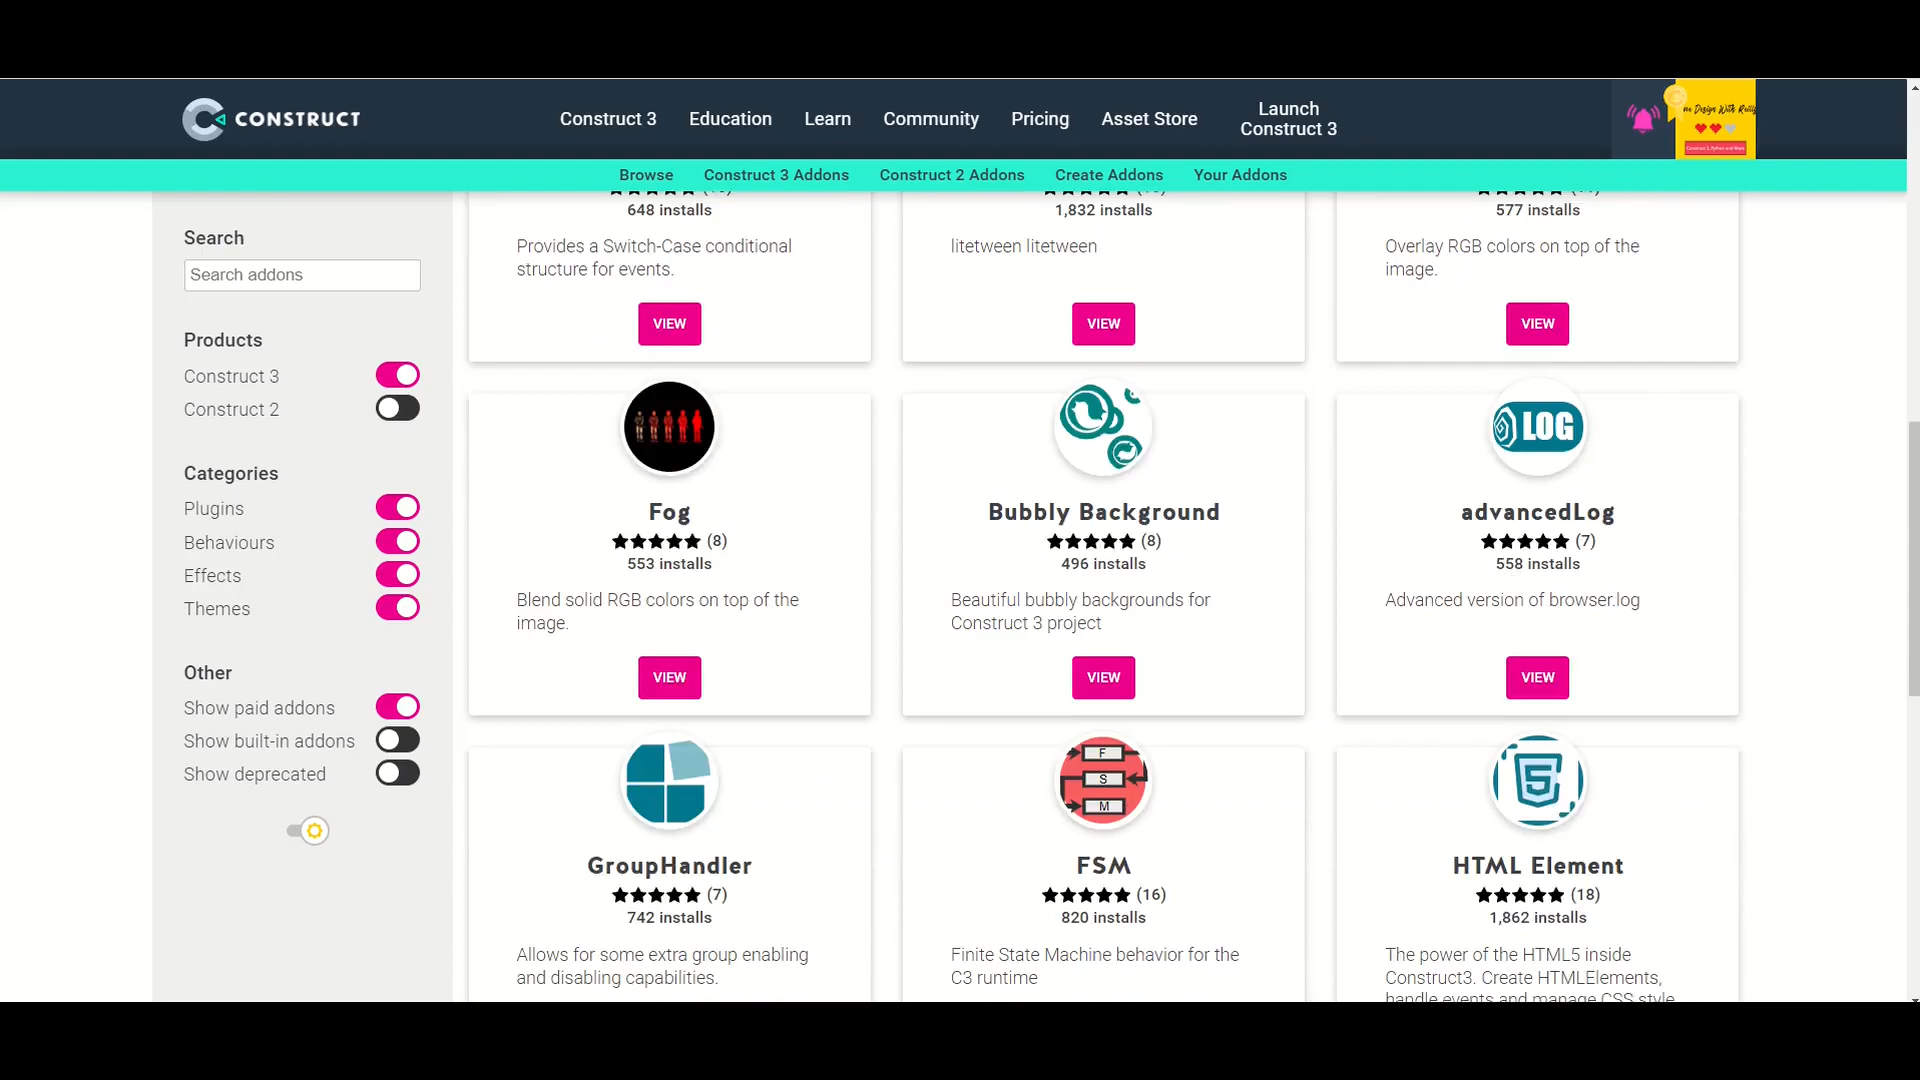 CONSTRUCT
Construct 3
Education
Learn
Community
Pricing
Asset Store
Launch
Construct 3
Browse
Construct 3 Addons
Construct 2 Addons
Create Addons
Your Addons
Search
Search addons
Products
Construct 3
Construct 2
Categories
Plugins
Behaviours
Effects
Themes
Other
Show paid addons
Show built-in addons
Show deprecated
648 installs
Provides a Switch-Case conditional
structure for events.
VIEW
1,832 installs
litetween litetween
VIEW
577 installs
Overlay RGB colors on top of the
image.
VIEW
Fog
(8)
553 installs
Blend solid RGB colors on top of the
image.
VIEW
Bubbly Background
(8)
496 installs
Beautiful bubbly backgrounds for
Construct 3 project
VIEW
LOG
advancedLog
(7)
558 installs
Advanced version of browser.log
VIEW
GroupHandler
(7)
742 installs
Allows for some extra group enabling
and disabling capabilities.
F
S
M
FSM
(16)
820 installs
Finite State Machine behavior for the
C3 runtime
5
HTML Element
(18)
1,862 installs
The power of the HTML5 inside
Construct3. Create HTMLElements,
handle events and manage CSS style